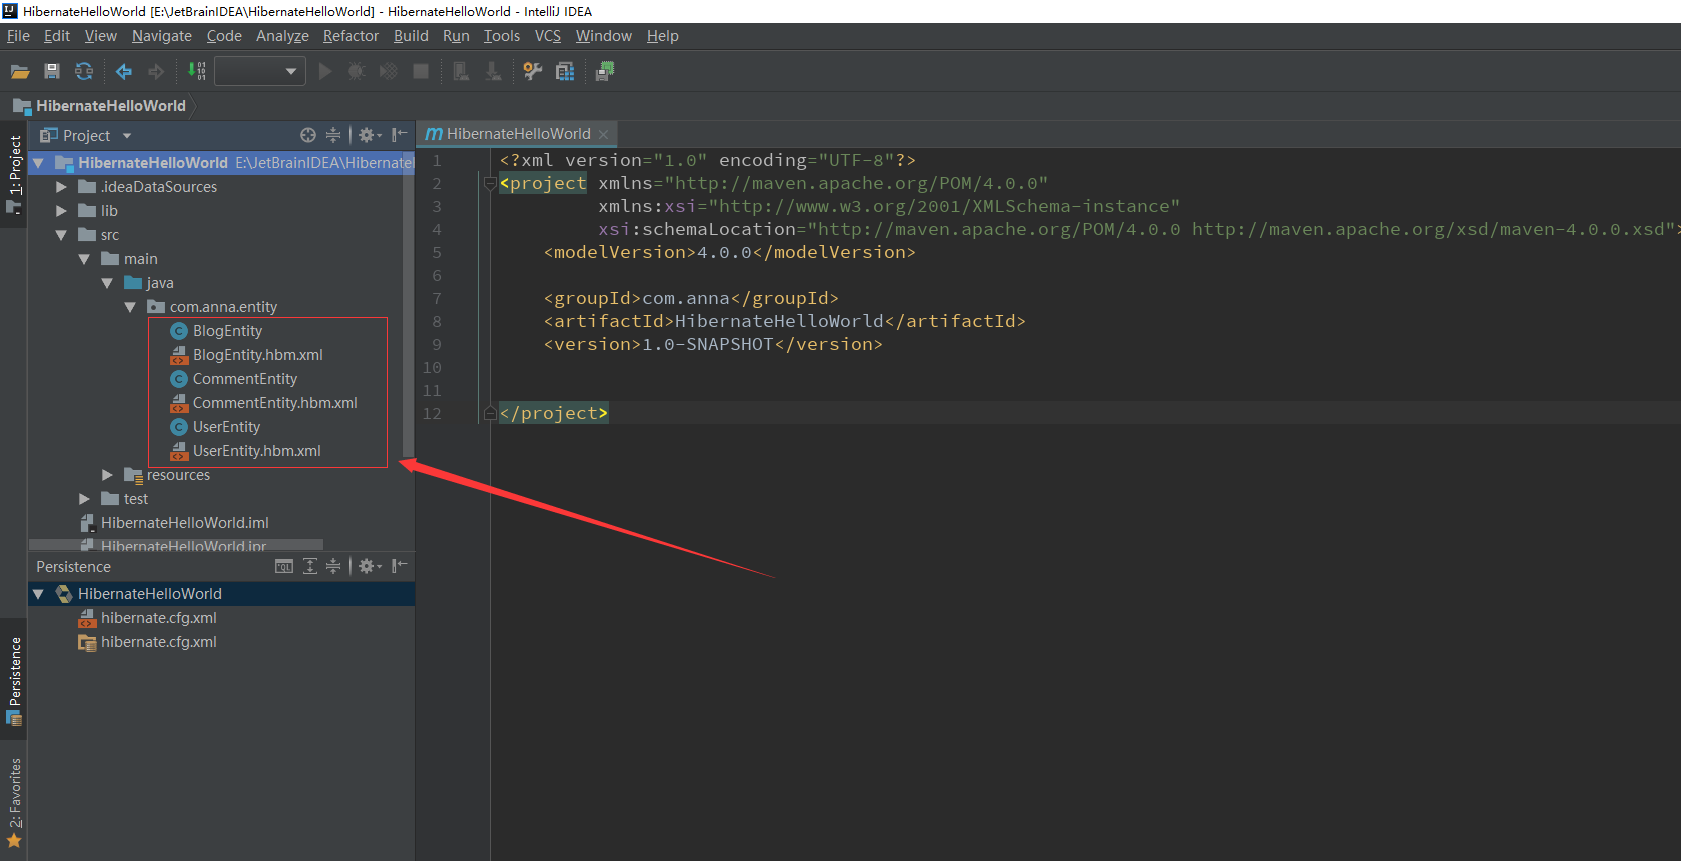 HibernateHelloWorld [E:\JetBrainIDEA\HibernateHelloWorld] - HibernateHelloWorld - IntelliJ IDEA
File Edit View Navigate Code Analyze Refactor Build Run Tools VCS Window Help
HibernateHelloWorld
1: Project
Project
HibernateHelloWorld E:\JetBrainIDEA\Hibernate
.ideaDataSources
lib
src
main
java
com.anna.entity
BlogEntity
BlogEntity.hbm.xml
CommentEntity
CommentEntity.hbm.xml
UserEntity
UserEntity.hbm.xml
resources
test
HibernateHelloWorld.iml
HibernateHelloWorld.ipr
Persistence
HibernateHelloWorld
hibernate.cfg.xml
hibernate.cfg.xml
Persistence
2: Favorites
HibernateHelloWorld
1 <?xml version="1.0" encoding="UTF-8"?>
2 <project xmlns="http://maven.apache.org/POM/4.0.0"
3 xmlns:xsi="http://www.w3.org/2001/XMLSchema-instance"
4 xsi:schemaLocation="http://maven.apache.org/POM/4.0.0 http://maven.apache.org/xsd/maven-4.0.0.xsd">
5 <modelVersion>4.0.0</modelVersion>
6
7 <groupId>com.anna</groupId>
8 <artifactId>HibernateHelloWorld</artifactId>
9 <version>1.0-SNAPSHOT</version>
10
11
12 </project>